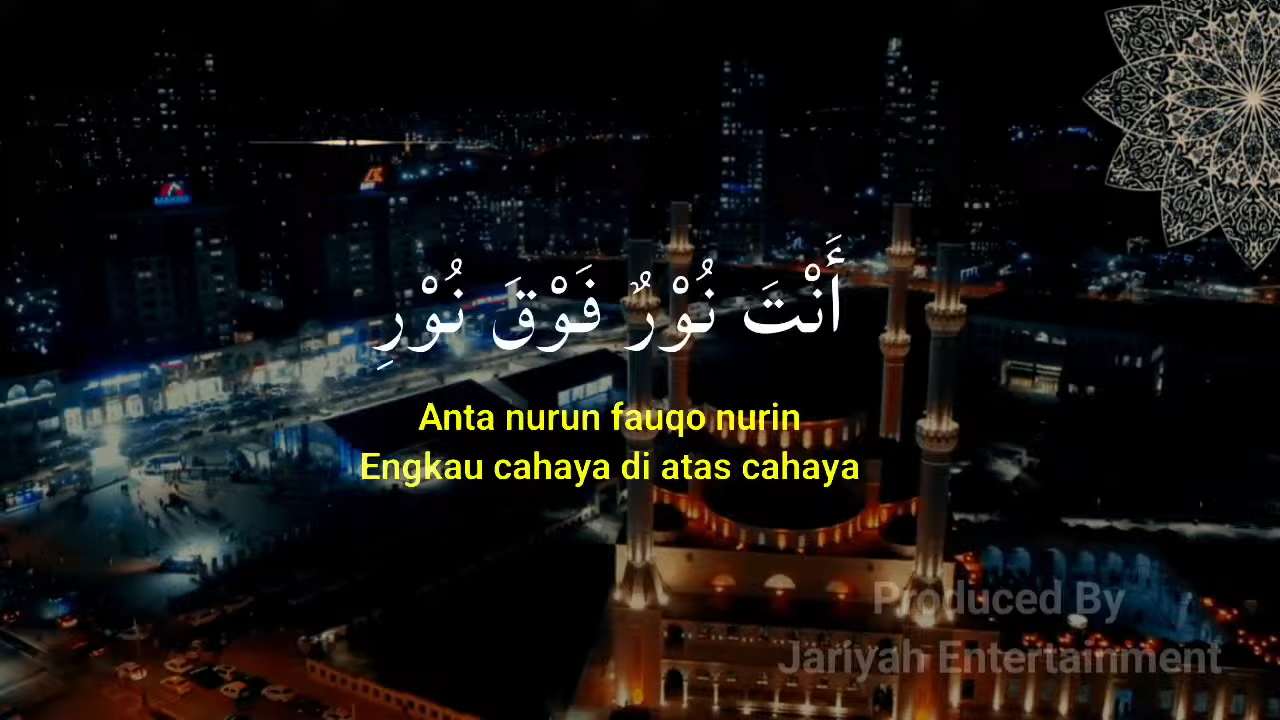 أَنْتَ نُوْرٌ فَوْقَ نُوْرِ
Anta nurun fauqo nurin
Engkau cahaya di atas cahaya
Produced By
Jariyah Entertainment